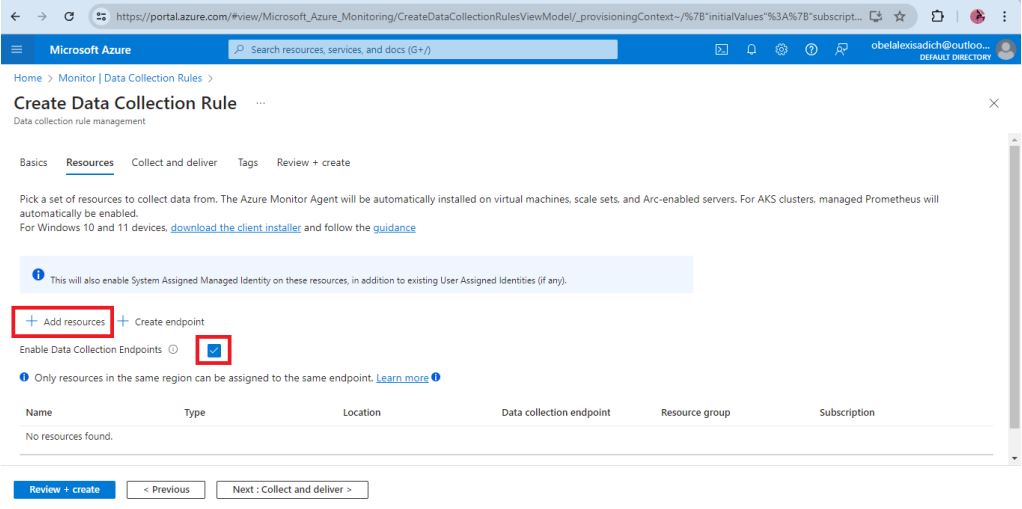 https://portal.azure.com/#view/Microsoft_Azure_Monitoring/CreateDataCollectionRulesViewModel/_provisioningContext~/%7B"initialValues"%3A%7B"subscript...
Microsoft Azure
Search resources, services, and docs (G+/)
obelalexisadich@outloo...
DEFAULT DIRECTORY
Home > Monitor | Data Collection Rules >
Create Data Collection Rule ...
Data collection rule management
Basics Resources Collect and deliver Tags Review + create
Pick a set of resources to collect data from. The Azure Monitor Agent will be automatically installed on virtual machines, scale sets, and Arc-enabled servers. For AKS clusters, managed Prometheus will
automatically be enabled.
For Windows 10 and 11 devices, download the client installer and follow the guidance
This will also enable System Assigned Managed Identity on these resources, in addition to existing User Assigned Identities (if any).
+ Add resources + Create endpoint
Enable Data Collection Endpoints
Only resources in the same region can be assigned to the same endpoint. Learn more
Name Type Location Data collection endpoint Resource group Subscription
No resources found.
Review + create < Previous Next : Collect and deliver >